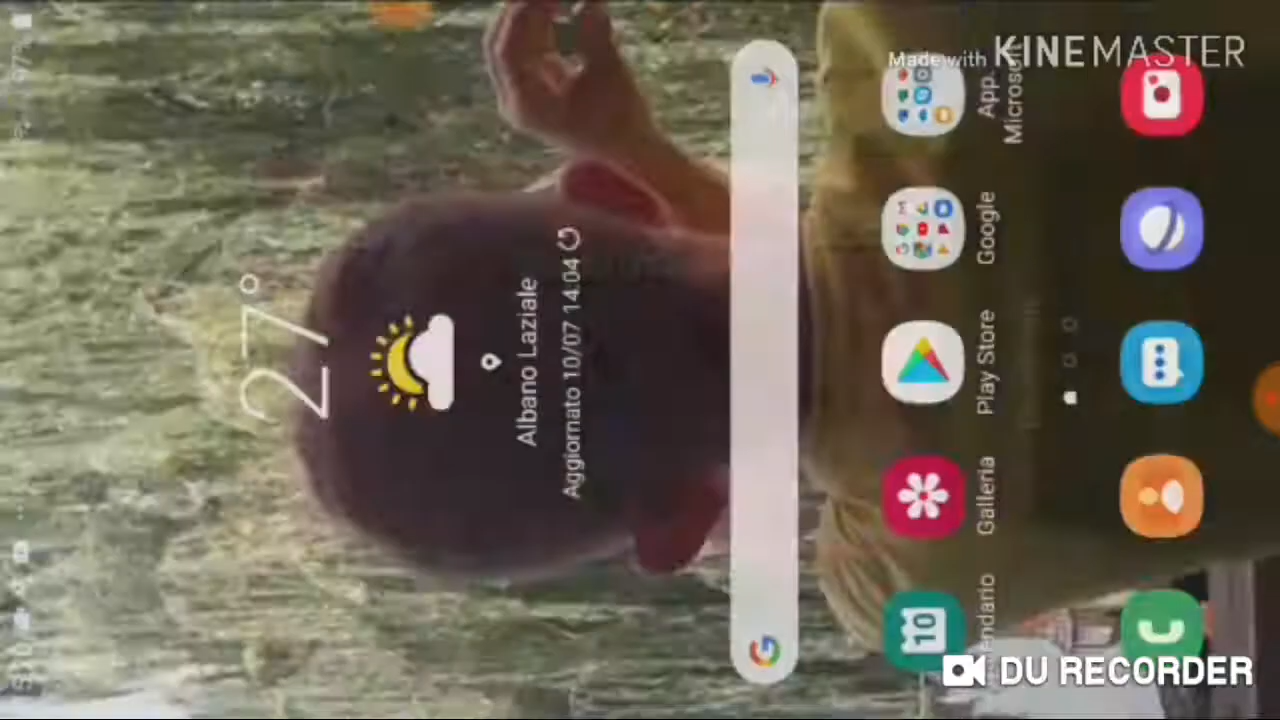 Made with KINEMASTER
27°
Albano Laziale
Aggiornato 10/07 14:04
10
Galleria
Play Store
Google
App.
Microsoft
DU RECORDER